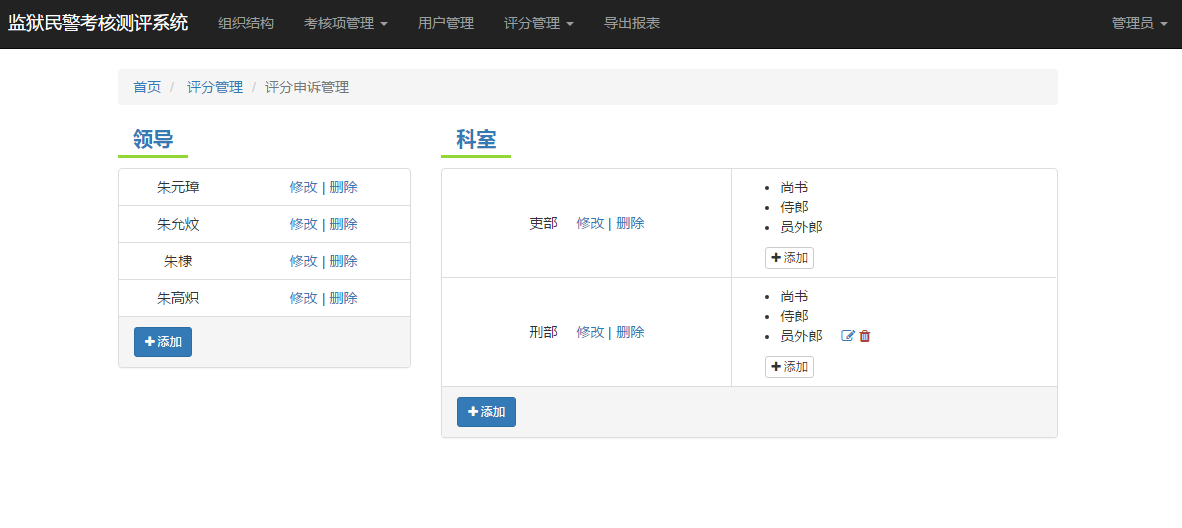 监狱民警考核测评系统 组织结构 考核项管理 用户管理 评分管理 导出报表 管理员
首页 / 评分管理 / 评分申诉管理
领导
朱元璋 修改 | 删除
朱允炆 修改 | 删除
朱棣 修改 | 删除
朱高炽 修改 | 删除
添加
科室
吏部 修改 | 删除
尚书
侍郎
员外郎
添加
刑部 修改 | 删除
尚书
侍郎
员外郎
添加
添加